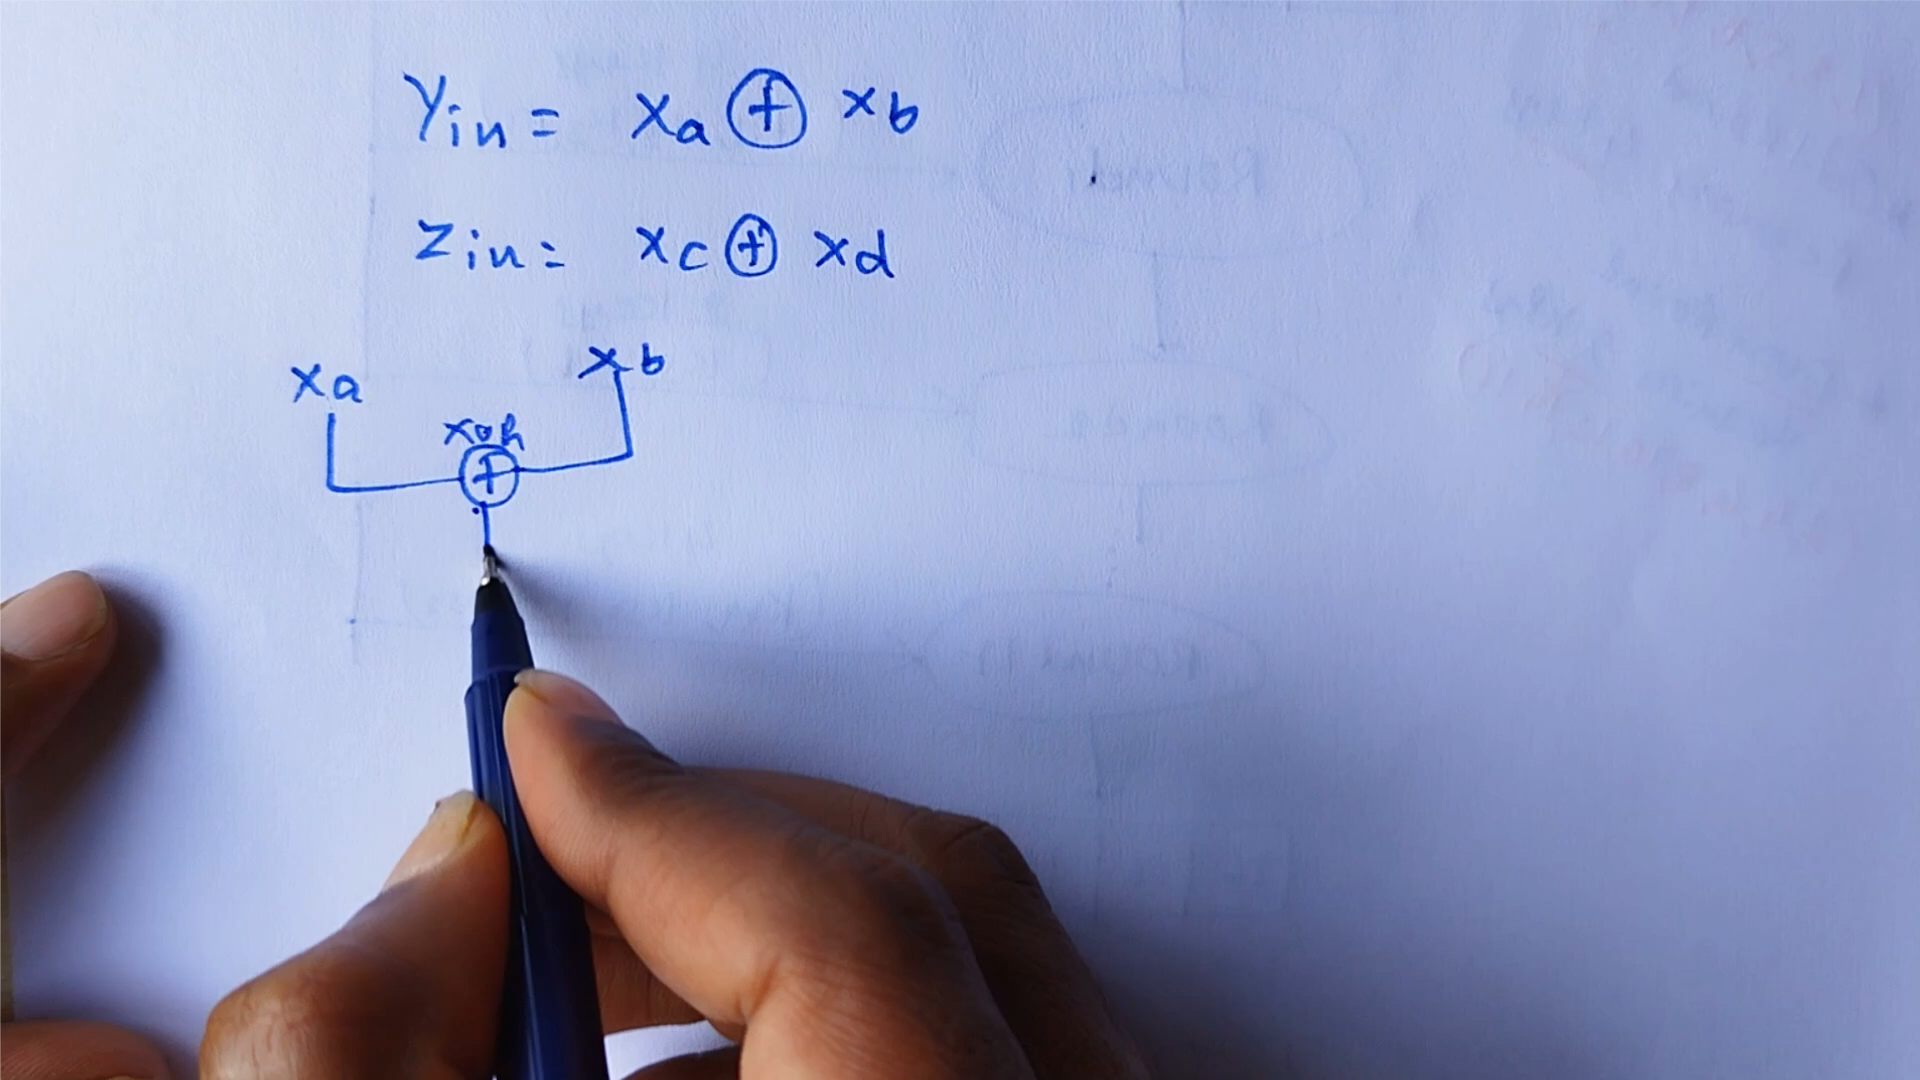 Yin = Xa ⊕ Xb
Zin = Xc ⊕ Xd
Xa Xb
XOR
⊕